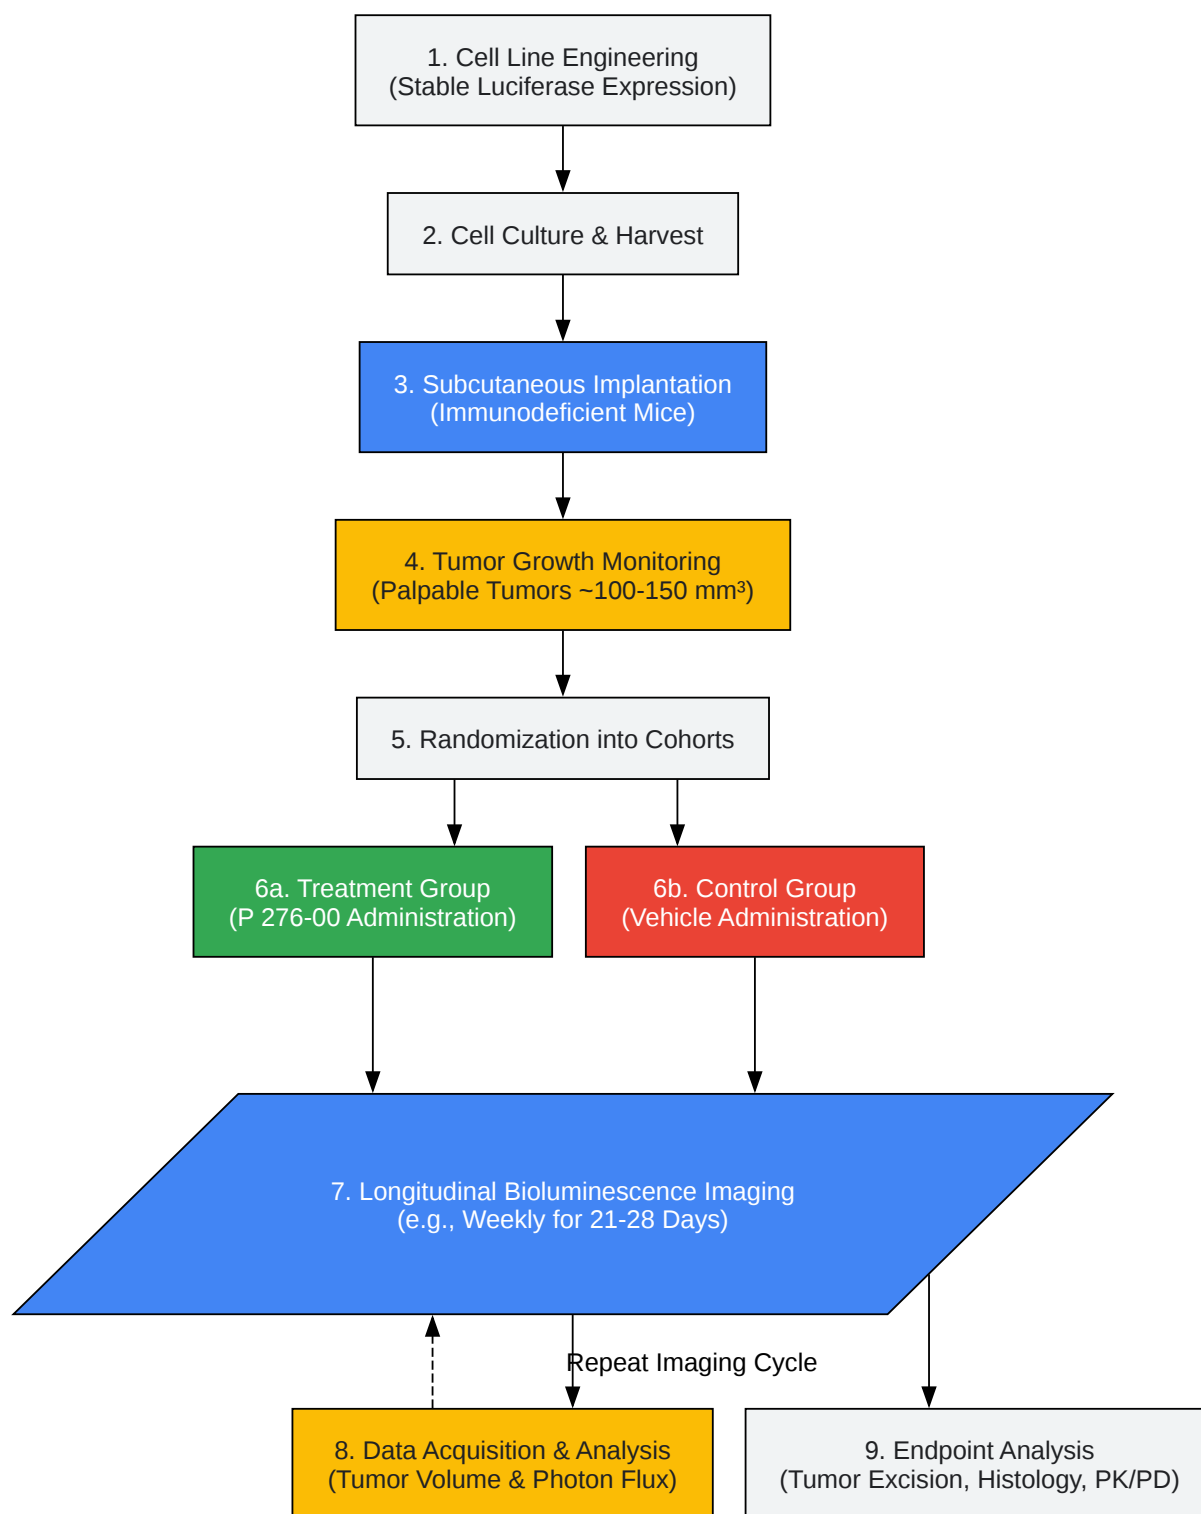 1. Cell Line Engineering
(Stable Luciferase Expression)
2. Cell Culture & Harvest
3. Subcutaneous Implantation
(Immunodeficient Mice)
4. Tumor Growth Monitoring
(Palpable Tumors ~100-150 mm³)
5. Randomization into Cohorts
6a. Treatment Group
(P 276-00 Administration)
6b. Control Group
(Vehicle Administration)
7. Longitudinal Bioluminescence Imaging
(e.g., Weekly for 21-28 Days)
Repeat Imaging Cycle
8. Data Acquisition & Analysis
(Tumor Volume & Photon Flux)
9. Endpoint Analysis
(Tumor Excision, Histology, PK/PD)